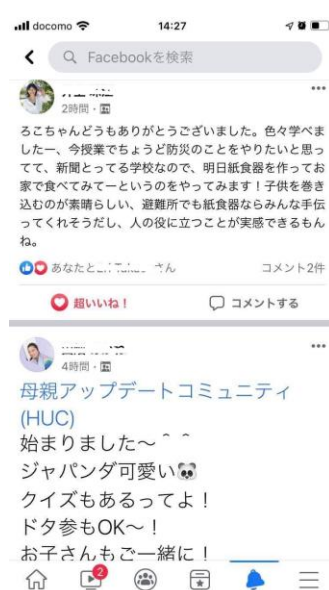 docomo
14:27
Facebookを検索
2時間・
ろこちゃんどうもありがとうございました。色々学べま
したー、今授業でちょうど防災のことをやりたいと思っ
てて、新聞とってる学校なので、明日紙食器を作ってお
家で食べてみてーというのをやってみます！子供を巻き
込むのが素晴らしい、避難所でも紙食器ならみんな手伝
ってくれそうだし、人の役に立つことが実感できるもん
ね。
あなたと さん
コメント2件
超いいね！
コメントする
4時間・
母親アップデートコミュニティ
(HUC)
始まりました〜＾＾
ジャパンダ可愛い🐼
クイズもあるってよ！
ドタ参もOK〜！
お子さんもご一緒に！
2